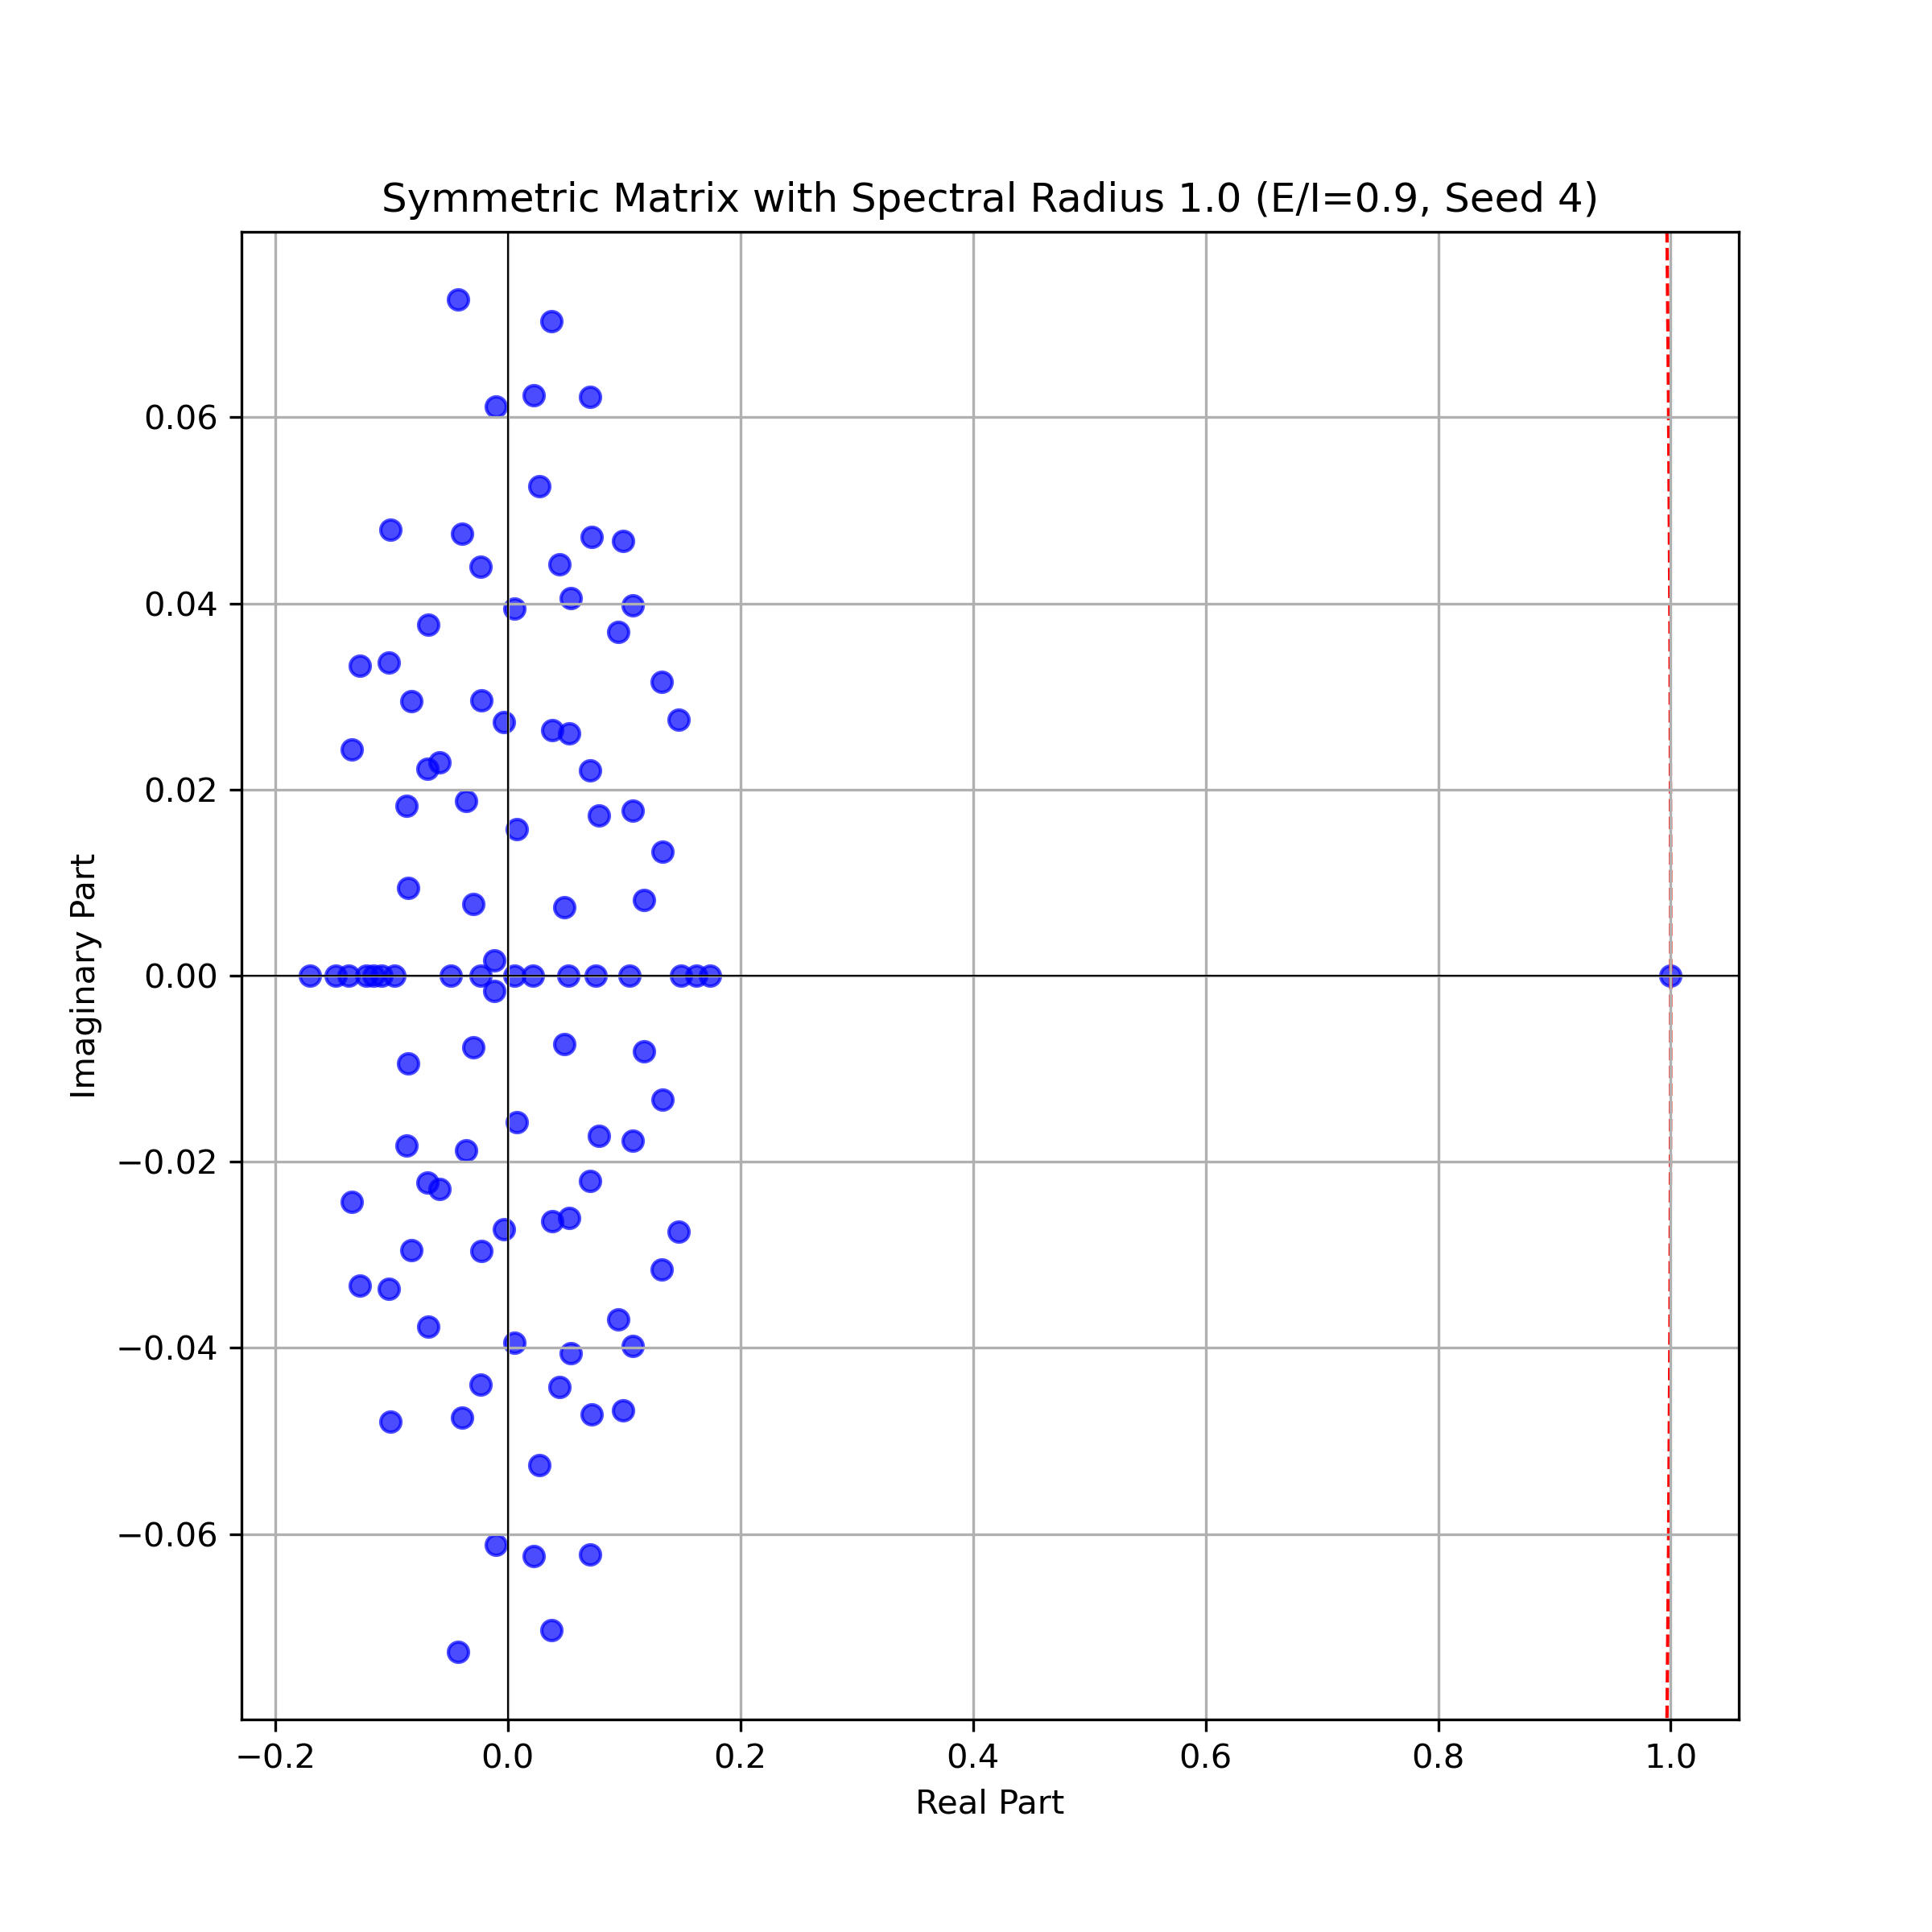 Symmetric Matrix with Spectral Radius 1.0 (E/I=0.9, Seed 4)
Imaginary Part
0.06
0.04
0.02
0.00
−0.02
−0.04
−0.06
−0.2 0.0 0.2 0.4 0.6 0.8 1.0
Real Part